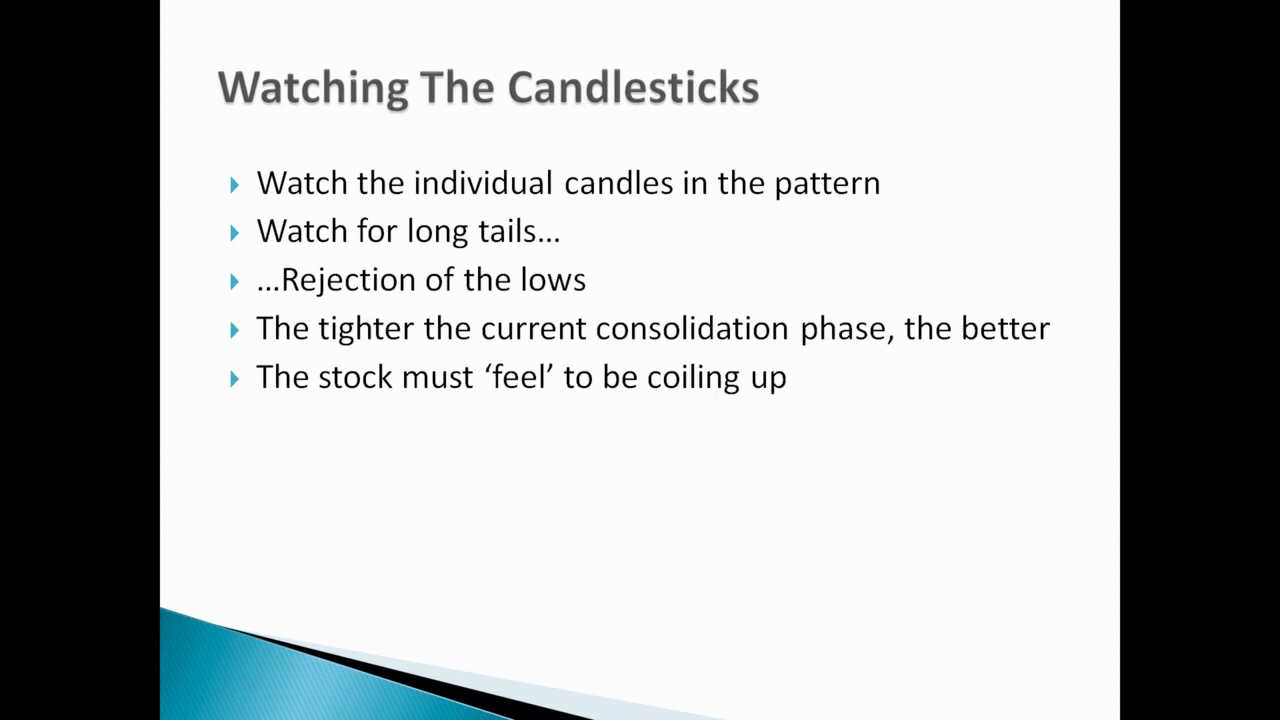 Watching The Candlesticks
Watch the individual candles in the pattern
Watch for long tails…
…Rejection of the lows
The tighter the current consolidation phase, the better
The stock must ‘feel’ to be coiling up